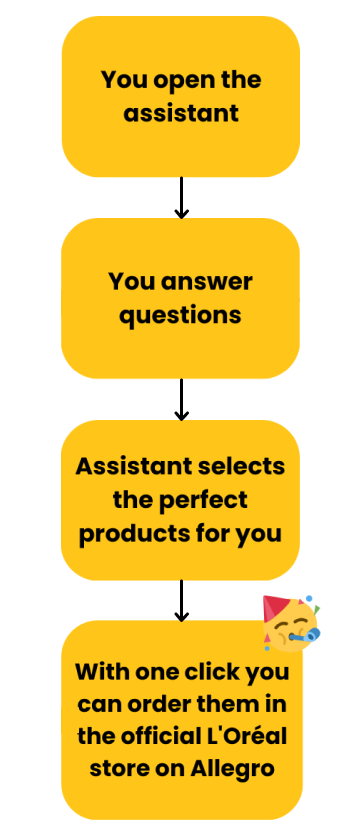 You open the
assistant
You answer
questions
Assistant selects
the perfect
products for you
With one click you
can order them in
the official L'Oréal
store on Allegro